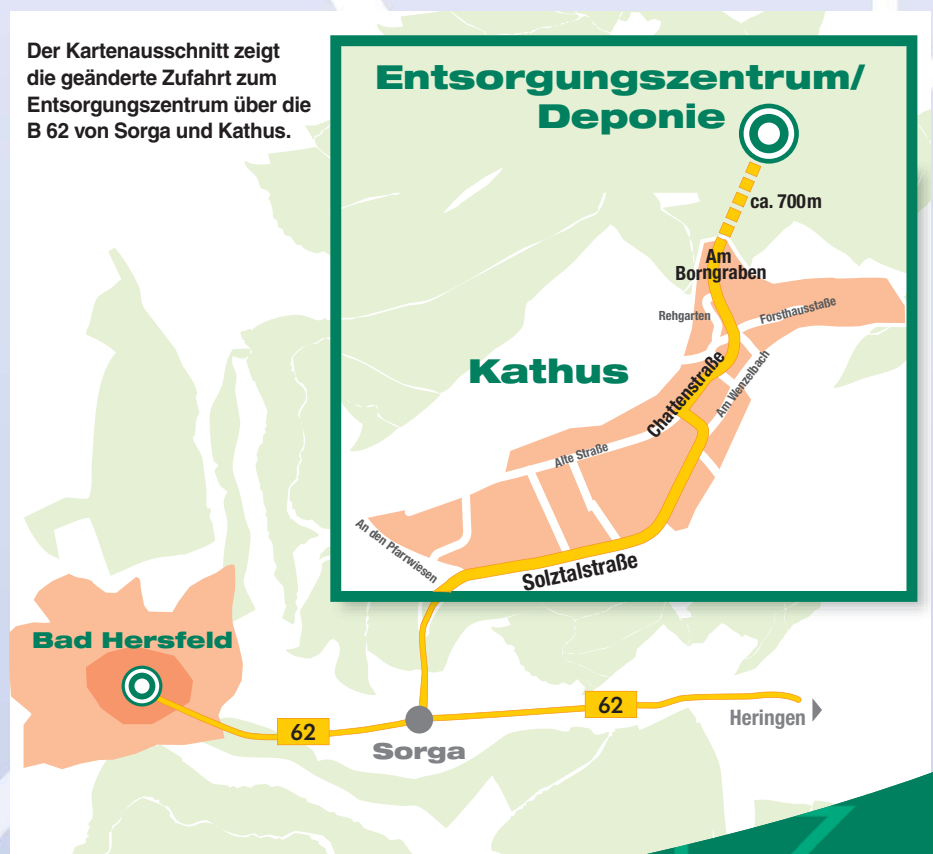 Der Kartenausschnitt zeigt
die geänderte Zufahrt zum
Entsorgungszentrum über die
B 62 von Sorga und Kathus.
Entsorgungszentrum/
Deponie
ca. 700m
Am
Borngraben
Rehgarten
Forsthausstaße
Kathus
Chattenstraße
Am Wenzelbach
Alte Straße
An den Pfarrwiesen
Solztalstraße
Bad Hersfeld
62
62
Heringen
Sorga